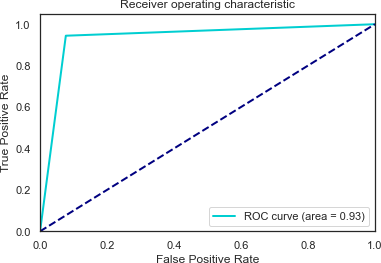 Receiver operating characteristic
1.0
0.8
0.6
0.4
0.2
0.0
True Positive Rate
ROC curve (area = 0.93)
0.0 0.2 0.4 0.6 0.8 1.0
False Positive Rate